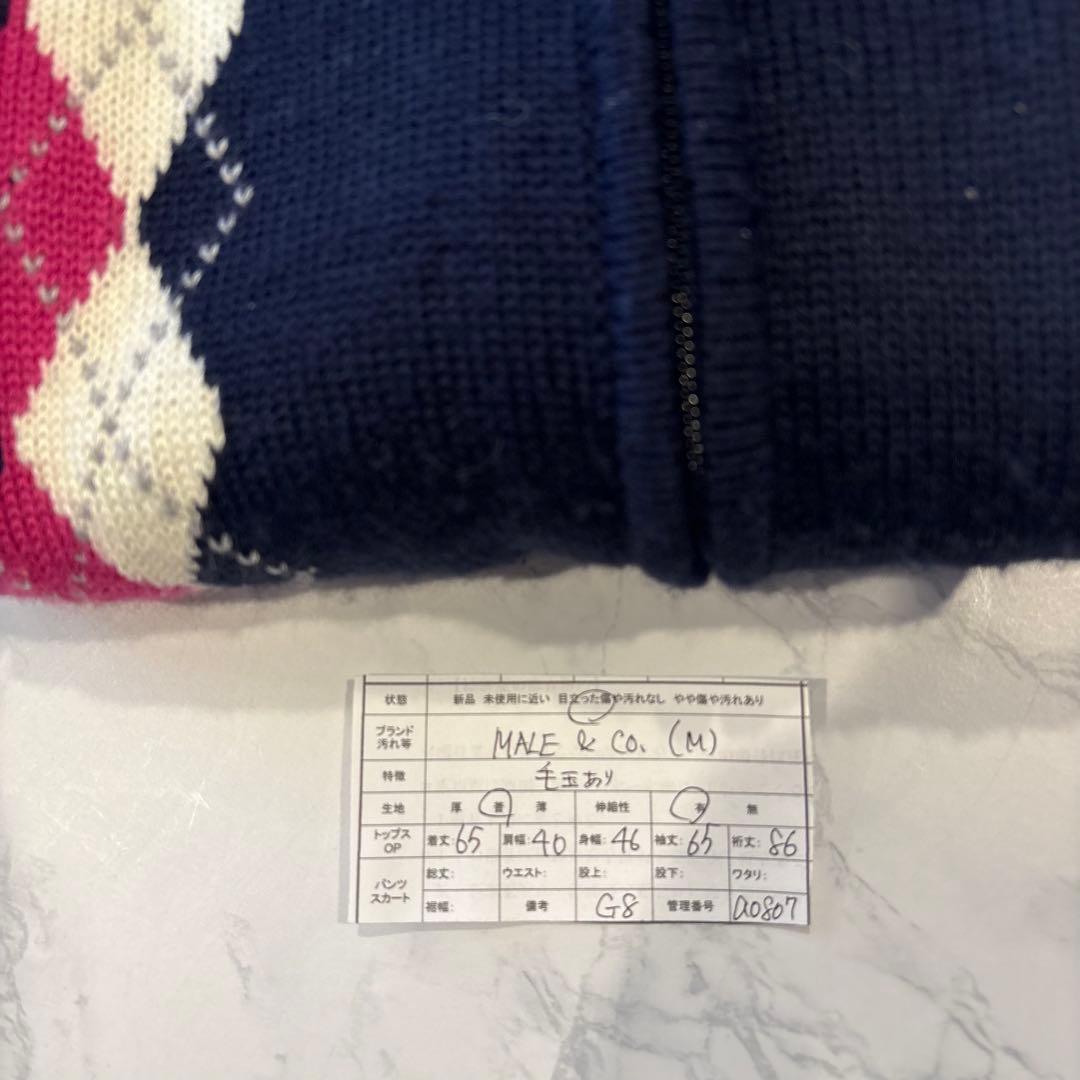 状態 新品 未使用に近い 目立った傷や汚れなし やや傷や汚れあり
ブランド 汚れ等 MALE & CO. (M)
特徴 毛玉あり
生地 厚 普 薄 伸縮性 有 無
トップス OP 着丈:65 肩幅:40 身幅:46 袖丈:65 裄丈:86
パンツ スカート 総丈: ウエスト: 股上: 股下: ワタリ:
裾幅: 備考 G8 管理番号 a0807